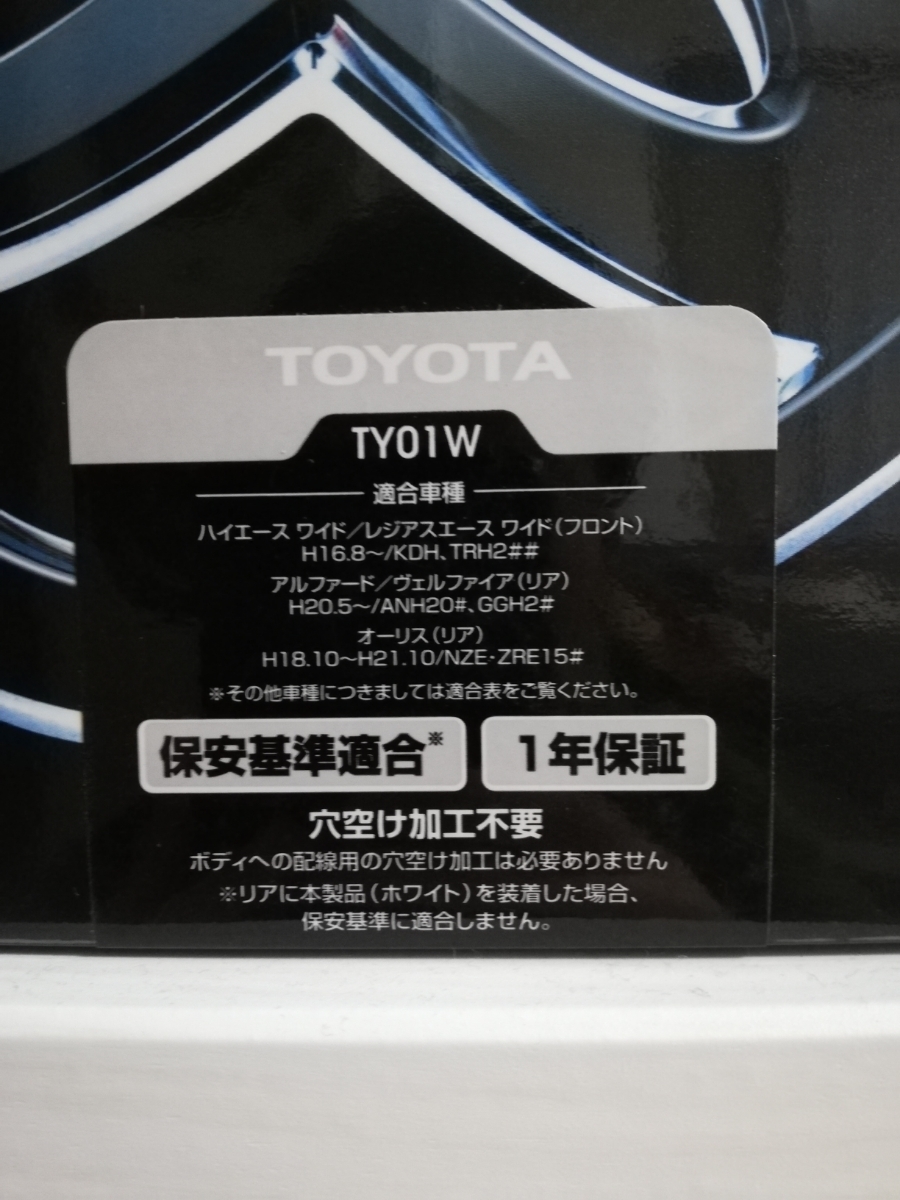 TOYOTA
TY01W
適合車種
ハイエース ワイド／レジアスエース ワイド（フロント）
H16.8～/KDH、TRH2##
アルファード／ヴェルファイア（リア）
H20.5～/ANH20#、GGH2#
オーリス（リア）
H18.10～H21.10/NZE・ZRE15#
※その他車種につきましては適合表をご覧ください。
保安基準適合※ 1年保証
穴空け加工不要
ボディへの配線用の穴空け加工は必要ありません
※リアに本製品（ホワイト）を装着した場合、
保安基準に適合しません。